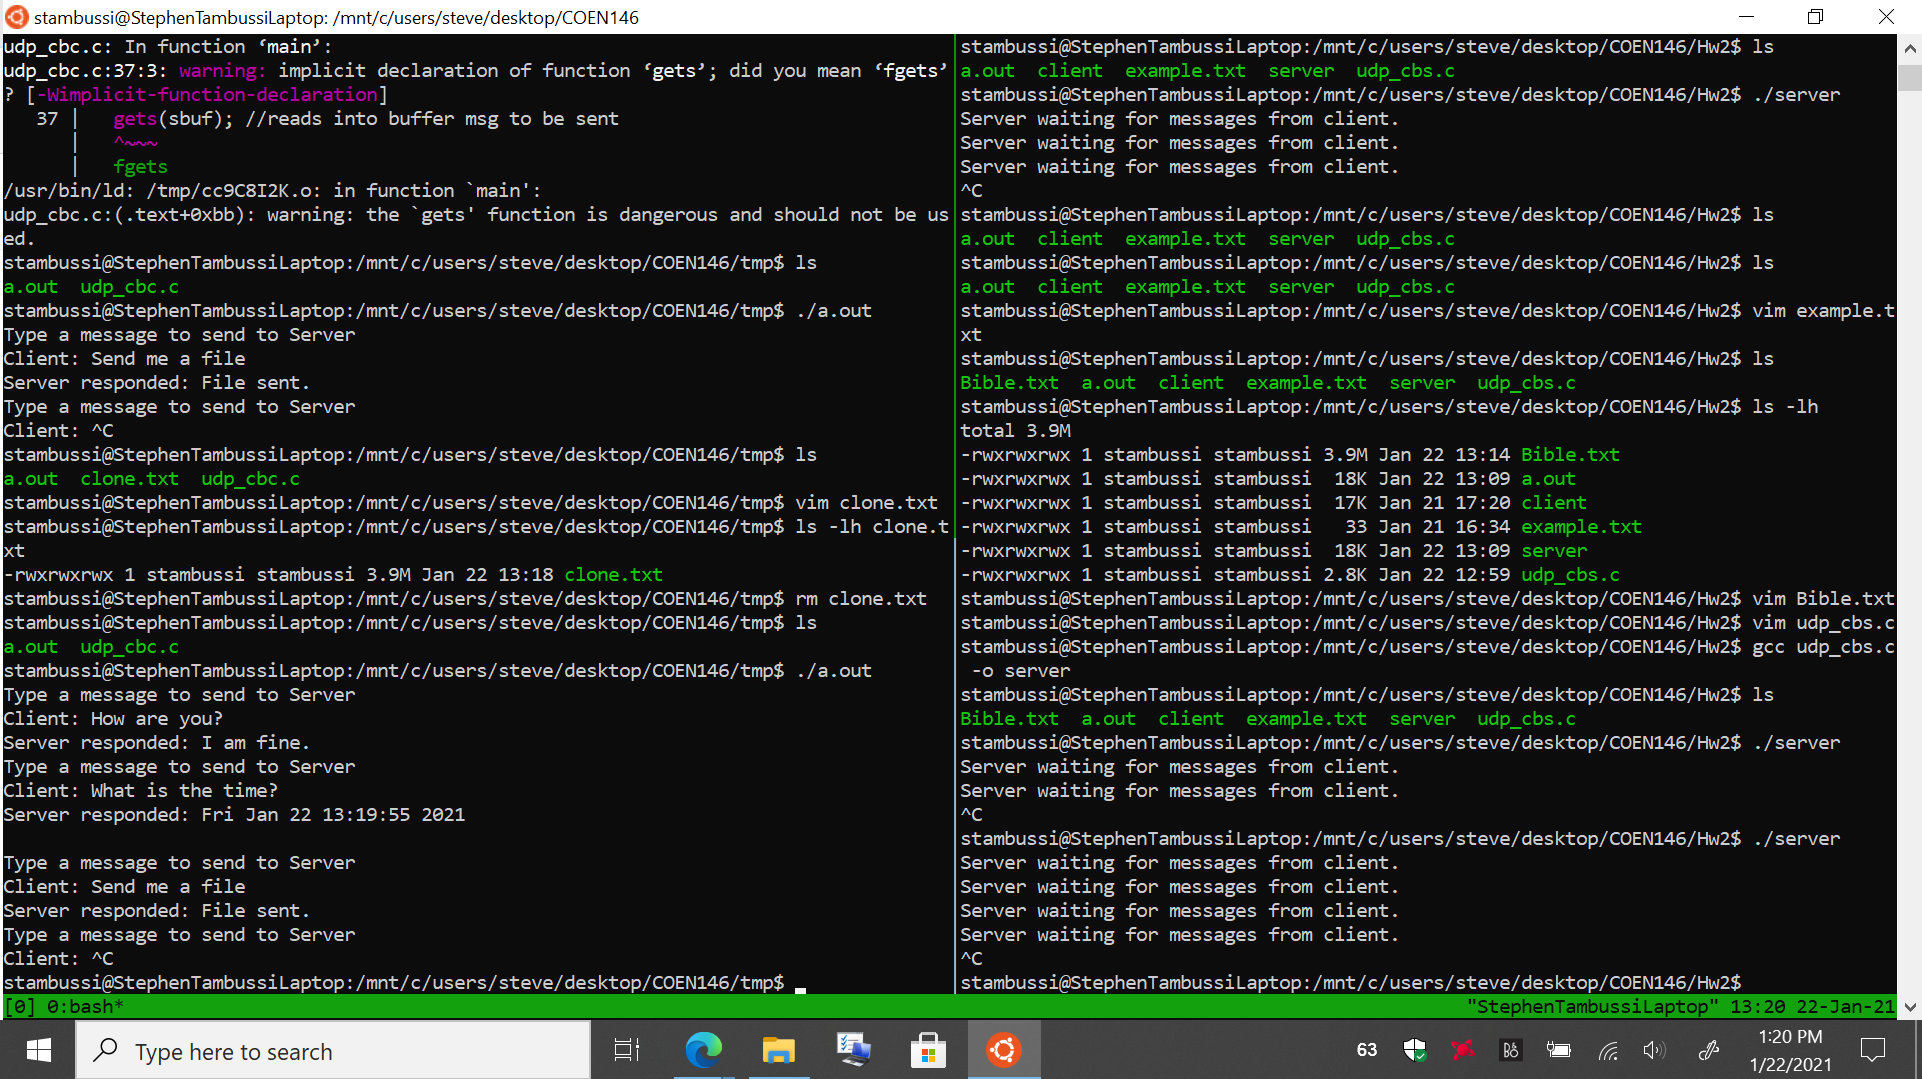 stambussi@StephenTambussiLaptop: /mnt/c/users/steve/desktop/COEN146
udp_cbc.c: In function ‘main’:
udp_cbc.c:37:3: warning: implicit declaration of function ‘gets’; did you mean ‘fgets’
? [-Wimplicit-function-declaration]
   37 |   gets(sbuf); //reads into buffer msg to be sent
      |   ^~~~
      |   fgets
/usr/bin/ld: /tmp/cc9C8I2K.o: in function `main':
udp_cbc.c:(.text+0xbb): warning: the `gets' function is dangerous and should not be us
ed.
stambussi@StephenTambussiLaptop:/mnt/c/users/steve/desktop/COEN146/tmp$ ls
a.out  udp_cbc.c
stambussi@StephenTambussiLaptop:/mnt/c/users/steve/desktop/COEN146/tmp$ ./a.out
Type a message to send to Server
Client: Send me a file
Server responded: File sent.
Type a message to send to Server
Client: ^C
stambussi@StephenTambussiLaptop:/mnt/c/users/steve/desktop/COEN146/tmp$ ls
a.out  clone.txt  udp_cbc.c
stambussi@StephenTambussiLaptop:/mnt/c/users/steve/desktop/COEN146/tmp$ vim clone.txt
stambussi@StephenTambussiLaptop:/mnt/c/users/steve/desktop/COEN146/tmp$ ls -lh clone.t
xt
-rwxrwxrwx 1 stambussi stambussi 3.9M Jan 22 13:18 clone.txt
stambussi@StephenTambussiLaptop:/mnt/c/users/steve/desktop/COEN146/tmp$ rm clone.txt
stambussi@StephenTambussiLaptop:/mnt/c/users/steve/desktop/COEN146/tmp$ ls
a.out  udp_cbc.c
stambussi@StephenTambussiLaptop:/mnt/c/users/steve/desktop/COEN146/tmp$ ./a.out
Type a message to send to Server
Client: How are you?
Server responded: I am fine.
Type a message to send to Server
Client: What is the time?
Server responded: Fri Jan 22 13:19:55 2021
Type a message to send to Server
Client: Send me a file
Server responded: File sent.
Type a message to send to Server
Client: ^C
stambussi@StephenTambussiLaptop:/mnt/c/users/steve/desktop/COEN146/tmp$
stambussi@StephenTambussiLaptop:/mnt/c/users/steve/desktop/COEN146/Hw2$ ls
a.out  client  example.txt  server  udp_cbs.c
stambussi@StephenTambussiLaptop:/mnt/c/users/steve/desktop/COEN146/Hw2$ ./server
Server waiting for messages from client.
Server waiting for messages from client.
Server waiting for messages from client.
^C
stambussi@StephenTambussiLaptop:/mnt/c/users/steve/desktop/COEN146/Hw2$ ls
a.out  client  example.txt  server  udp_cbs.c
stambussi@StephenTambussiLaptop:/mnt/c/users/steve/desktop/COEN146/Hw2$ ls
a.out  client  example.txt  server  udp_cbs.c
stambussi@StephenTambussiLaptop:/mnt/c/users/steve/desktop/COEN146/Hw2$ vim example.t
xt
stambussi@StephenTambussiLaptop:/mnt/c/users/steve/desktop/COEN146/Hw2$ ls
Bible.txt  a.out  client  example.txt  server  udp_cbs.c
stambussi@StephenTambussiLaptop:/mnt/c/users/steve/desktop/COEN146/Hw2$ ls -lh
total 3.9M
-rwxrwxrwx 1 stambussi stambussi 3.9M Jan 22 13:14 Bible.txt
-rwxrwxrwx 1 stambussi stambussi  18K Jan 22 13:09 a.out
-rwxrwxrwx 1 stambussi stambussi  17K Jan 21 17:20 client
-rwxrwxrwx 1 stambussi stambussi   33 Jan 21 16:34 example.txt
-rwxrwxrwx 1 stambussi stambussi  18K Jan 22 13:09 server
-rwxrwxrwx 1 stambussi stambussi 2.8K Jan 22 12:59 udp_cbs.c
stambussi@StephenTambussiLaptop:/mnt/c/users/steve/desktop/COEN146/Hw2$ vim Bible.txt
stambussi@StephenTambussiLaptop:/mnt/c/users/steve/desktop/COEN146/Hw2$ vim udp_cbs.c
stambussi@StephenTambussiLaptop:/mnt/c/users/steve/desktop/COEN146/Hw2$ gcc udp_cbs.c
 -o server
stambussi@StephenTambussiLaptop:/mnt/c/users/steve/desktop/COEN146/Hw2$ ls
Bible.txt  a.out  client  example.txt  server  udp_cbs.c
stambussi@StephenTambussiLaptop:/mnt/c/users/steve/desktop/COEN146/Hw2$ ./server
Server waiting for messages from client.
Server waiting for messages from client.
^C
stambussi@StephenTambussiLaptop:/mnt/c/users/steve/desktop/COEN146/Hw2$ ./server
Server waiting for messages from client.
Server waiting for messages from client.
Server waiting for messages from client.
Server waiting for messages from client.
^C
stambussi@StephenTambussiLaptop:/mnt/c/users/steve/desktop/COEN146/Hw2$
[0] 0:bash* "StephenTambussiLaptop" 13:20 22-Jan-21
Type here to search
63
1:20 PM
1/22/2021